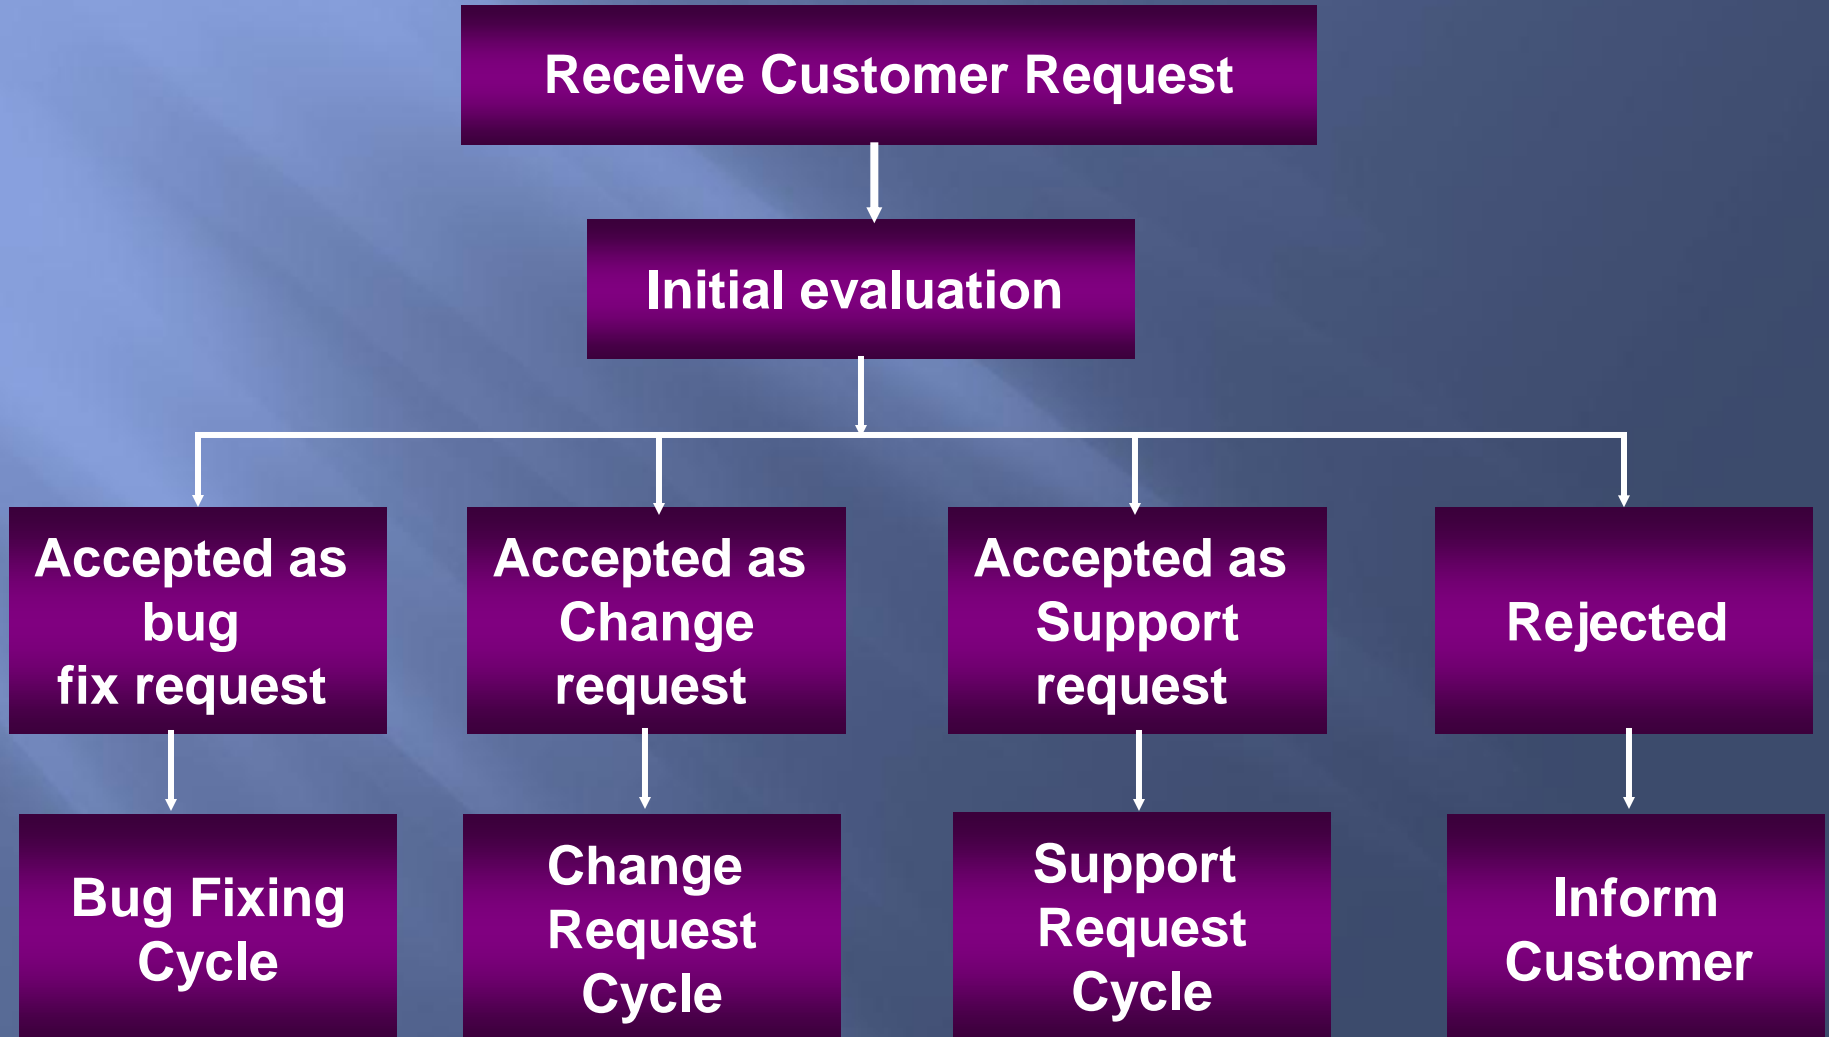 Receive Customer Request
Initial evaluation
Accepted as
bug
fix request
Accepted as
Change
request
Accepted as
Support
request
Rejected
Bug Fixing
Cycle
Change
Request
Cycle
Support
Request
Cycle
Inform
Customer